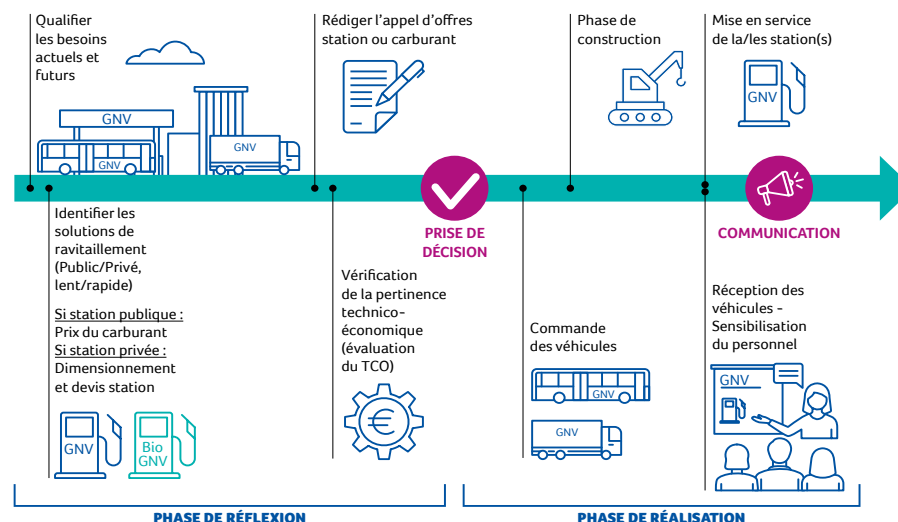 Qualifier
les besoins
actuels et
futurs
GNV
GNV
GNV
Rédiger l’appel d’offres
station ou carburant
Phase de
construction
Mise en service
de la/les station(s)
GNV
Identifier les
solutions de
ravitaillement
(Public/Privé,
lent/rapide)
Si station publique :
Prix du carburant
Si station privée :
Dimensionnement
et devis station
GNV
Bio
GNV
Vérification
de la pertinence
technico-
économique
(évaluation
du TCO)
€
PRISE DE
DÉCISION
Commande
des véhicules
GNV
GNV
COMMUNICATION
Réception des
véhicules -
Sensibilisation
du personnel
GNV
PHASE DE RÉFLEXION
PHASE DE RÉALISATION